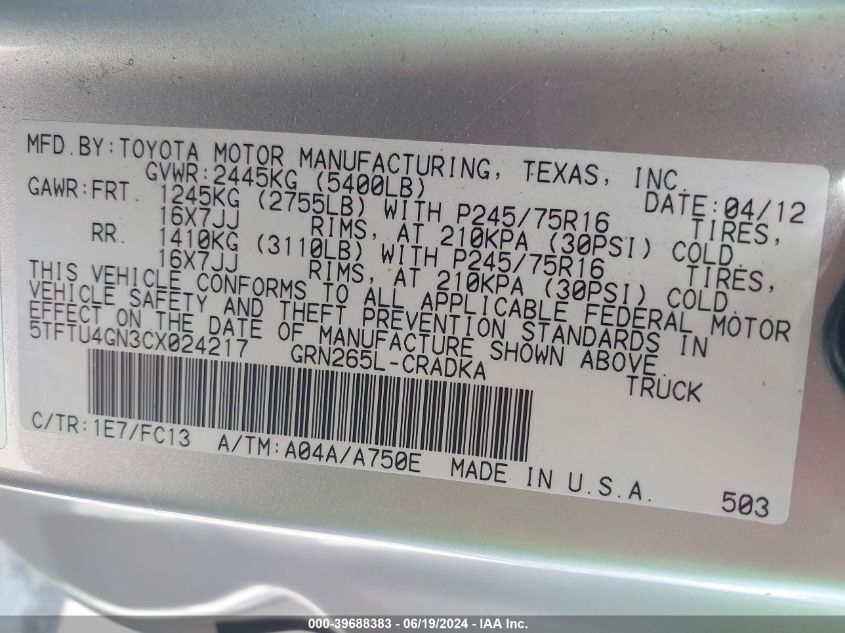 MFD.BY:TOYOTA MOTOR MANUFACTURING, TEXAS, INC.
GVWR:2445KG (5400LB) DATE:04/12
GAWR:FRT. 1245KG (2755LB) WITH P245/75R16 TIRES,
16X7JJ RIMS, AT 210KPA (30PSI) COLD
RR. 1410KG (3110LB) WITH P245/75R16 TIRES,
16X7JJ RIMS, AT 210KPA (30PSI) COLD
THIS VEHICLE CONFORMS TO ALL APPLICABLE FEDERAL MOTOR
VEHICLE SAFETY AND THEFT PREVENTION STANDARDS IN
EFFECT ON THE DATE OF MANUFACTURE SHOWN ABOVE.
5TFTU4GN3CX024217 GRN265L-CRADKA TRUCK
C/TR:1E7/FC13 A/TM:A04A/A750E MADE IN U.S.A.
503
000-39688383 - 06/19/2024 - IAA Inc.